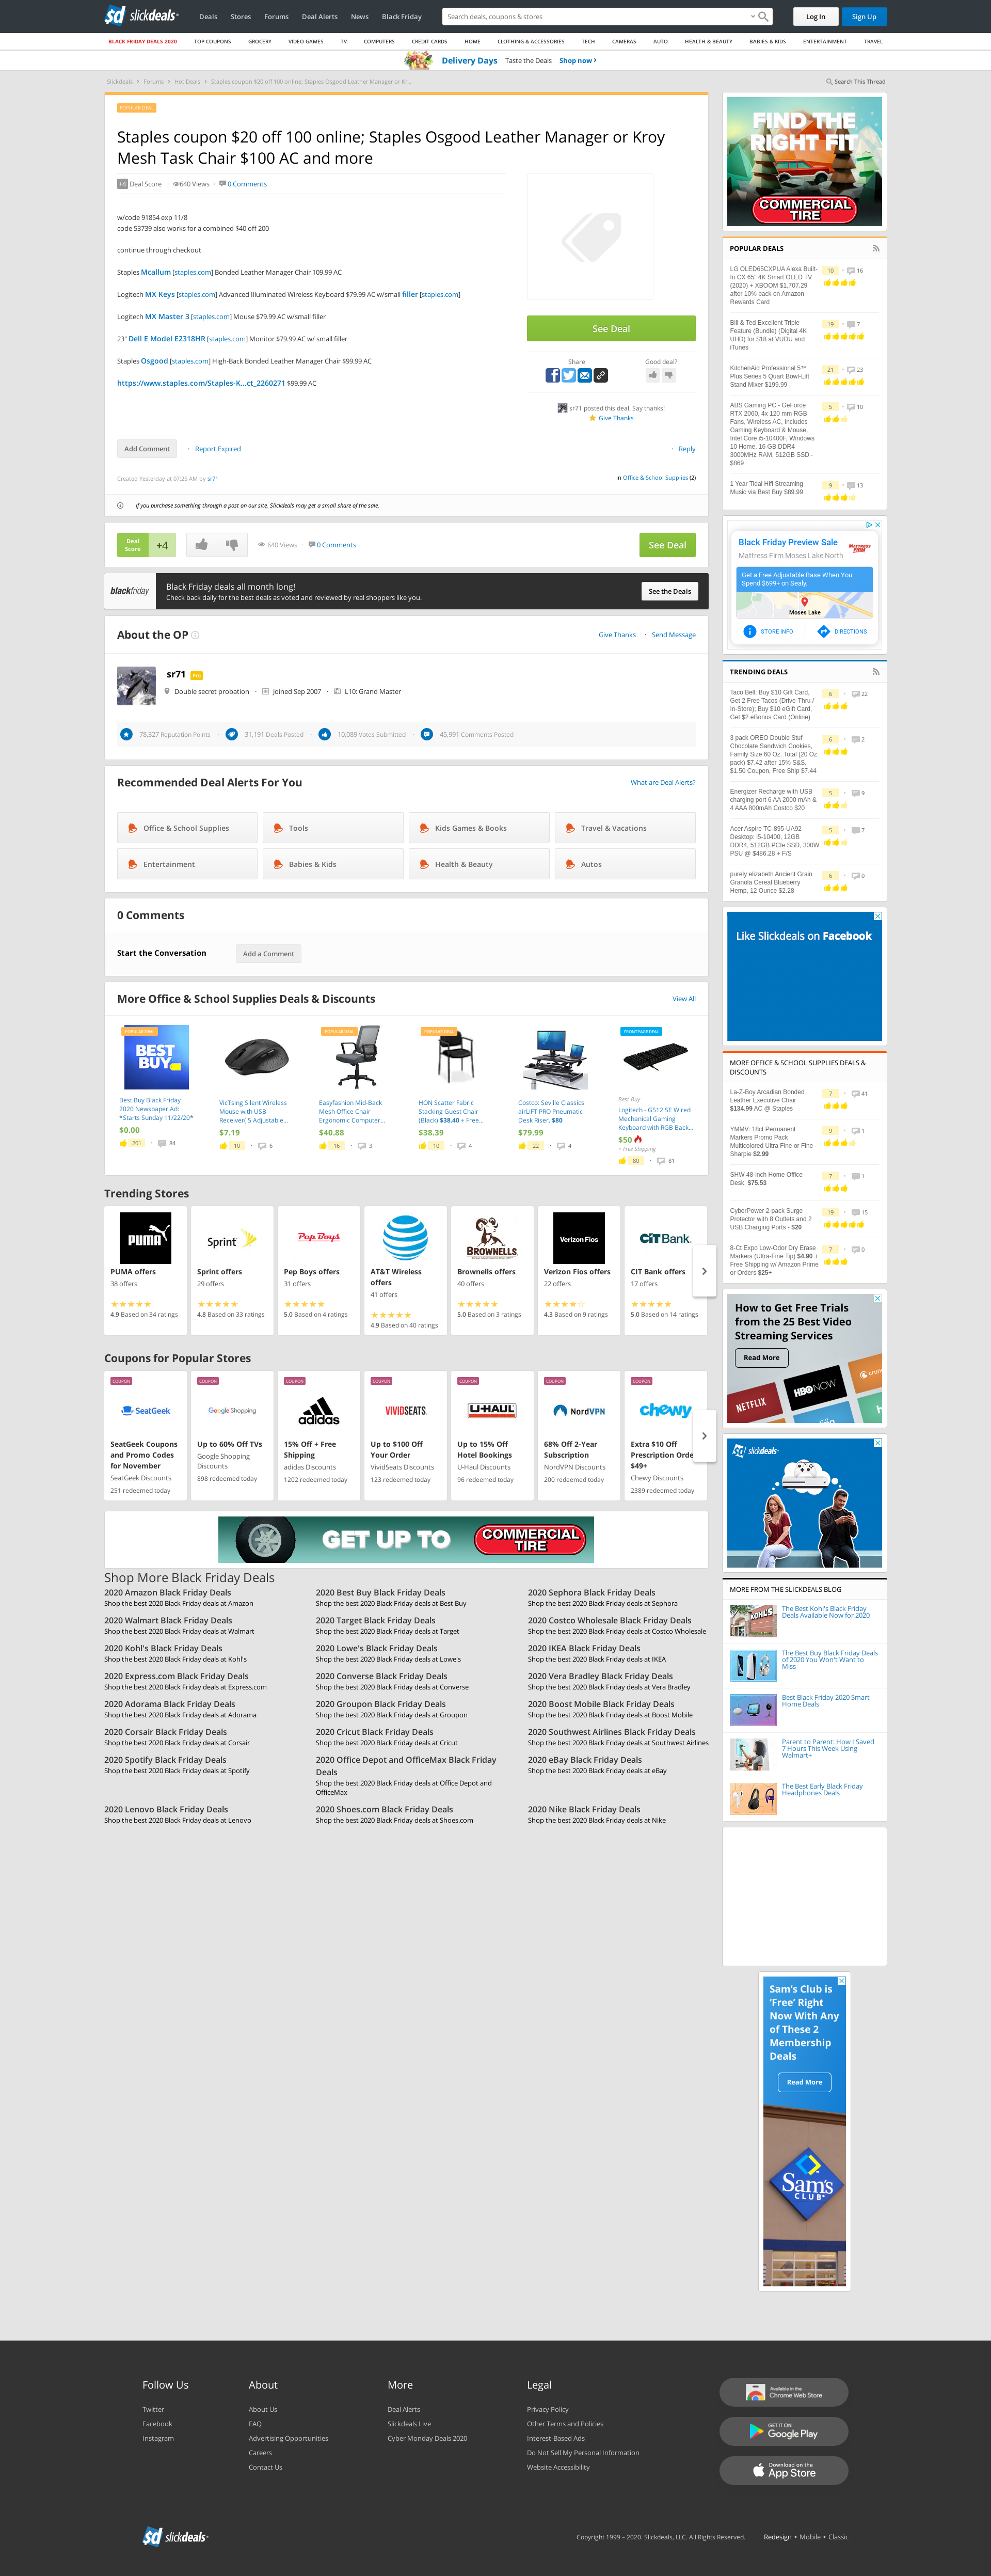 slickdeals
Deals
Stores
Forums
Deal Alerts
News
Black Friday
Search deals, coupons & stores
Log In
Sign Up
BLACK FRIDAY DEALS 2020
TOP COUPONS
GROCERY
VIDEO GAMES
TV
COMPUTERS
CREDIT CARDS
HOME
CLOTHING & ACCESSORIES
TECH
CAMERAS
AUTO
HEALTH & BEAUTY
BABIES & KIDS
ENTERTAINMENT
TRAVEL
Delivery Days Taste the Deals Shop now
Slickdeals > Forums > Hot Deals > Staples coupon $20 off 100 online; Staples Osgood Leather Manager or Kr...
Search This Thread
POPULAR DEAL
Staples coupon $20 off 100 online; Staples Osgood Leather Manager or Kroy
Mesh Task Chair $100 AC and more
+4 Deal Score · 640 Views · 0 Comments
w/code 91854 exp 11/8
code 53739 also works for a combined $40 off 200
continue through checkout
Staples Mcallum [staples.com] Bonded Leather Manager Chair 109.99 AC
Logitech MX Keys [staples.com] Advanced Illuminated Wireless Keyboard $79.99 AC w/small filler [staples.com]
Logitech MX Master 3 [staples.com] Mouse $79.99 AC w/small filler
23" Dell E Model E2318HR [staples.com] Monitor $79.99 AC w/ small filler
Staples Osgood [staples.com] High-Back Bonded Leather Manager Chair $99.99 AC
https://www.staples.com/Staples-K...ct_2260271 $99.99 AC
See Deal
Share
Good deal?
sr71 posted this deal. Say thanks!
Give Thanks
Add Comment
· Report Expired
· Reply
Created Yesterday at 07:25 AM by sr71
in Office & School Supplies (2)
If you purchase something through a post on our site, Slickdeals may get a small share of the sale.
Deal
Score
+4
640 Views · 0 Comments
See Deal
blackfriday
Black Friday deals all month long!
Check back daily for the best deals as voted and reviewed by real shoppers like you.
See the Deals
About the OP
Give Thanks · Send Message
sr71 Pro
Double secret probation · Joined Sep 2007 · L10: Grand Master
78,327 Reputation Points · 31,191 Deals Posted · 10,089 Votes Submitted · 45,991 Comments Posted
Recommended Deal Alerts For You
What are Deal Alerts?
Office & School Supplies
Tools
Kids Games & Books
Travel & Vacations
Entertainment
Babies & Kids
Health & Beauty
Autos
0 Comments
Start the Conversation
Add a Comment
More Office & School Supplies Deals & Discounts
View All
POPULAR DEAL
BEST
BUY
Best Buy Black Friday
2020 Newspaper Ad:
*Starts Sunday 11/22/20*
$0.00
201 · 84
VicTsing Silent Wireless
Mouse with USB
Receiver( 5 Adjustable...
$7.19
10 · 6
POPULAR DEAL
Easyfashion Mid-Back
Mesh Office Chair
Ergonomic Computer...
$40.88
16 · 3
POPULAR DEAL
HON Scatter Fabric
Stacking Guest Chair
(Black) $38.40 + Free...
$38.39
10 · 4
Costco: Seville Classics
airLIFT PRO Pneumatic
Desk Riser, $80
$79.99
22 · 4
FRONTPAGE DEAL
Best Buy
Logitech - G512 SE Wired
Mechanical Gaming
Keyboard with RGB Back...
$50
+ Free Shipping
80 · 81
Trending Stores
PUMA
PUMA offers
38 offers
4.9 Based on 34 ratings
Sprint
Sprint offers
29 offers
4.8 Based on 33 ratings
Pep Boys
Pep Boys offers
31 offers
5.0 Based on 4 ratings
AT&T Wireless
offers
41 offers
4.9 Based on 40 ratings
BROWNELLS
Brownells offers
40 offers
5.0 Based on 3 ratings
Verizon Fios
Verizon Fios offers
22 offers
4.3 Based on 9 ratings
CIT BANK
CIT Bank offers
17 offers
5.0 Based on 14 ratings
Coupons for Popular Stores
COUPON
SeatGeek
SeatGeek Coupons
and Promo Codes
for November
SeatGeek Discounts
251 redeemed today
COUPON
Google Shopping
Up to 60% Off TVs
Google Shopping
Discounts
898 redeemed today
COUPON
adidas
15% Off + Free
Shipping
adidas Discounts
1202 redeemed today
COUPON
VIVIDSEATS
Up to $100 Off
Your Order
VividSeats Discounts
123 redeemed today
COUPON
U-HAUL
Up to 15% Off
Hotel Bookings
U-Haul Discounts
96 redeemed today
COUPON
NordVPN
68% Off 2-Year
Subscription
NordVPN Discounts
200 redeemed today
COUPON
chewy
Extra $10 Off
Prescription Orde
$49+
Chewy Discounts
2389 redeemed today
GET UP TO
COMMERCIAL
TIRE
Shop More Black Friday Deals
2020 Amazon Black Friday Deals
Shop the best 2020 Black Friday deals at Amazon
2020 Best Buy Black Friday Deals
Shop the best 2020 Black Friday deals at Best Buy
2020 Sephora Black Friday Deals
Shop the best 2020 Black Friday deals at Sephora
2020 Walmart Black Friday Deals
Shop the best 2020 Black Friday deals at Walmart
2020 Target Black Friday Deals
Shop the best 2020 Black Friday deals at Target
2020 Costco Wholesale Black Friday Deals
Shop the best 2020 Black Friday deals at Costco Wholesale
2020 Kohl's Black Friday Deals
Shop the best 2020 Black Friday deals at Kohl's
2020 Lowe's Black Friday Deals
Shop the best 2020 Black Friday deals at Lowe's
2020 IKEA Black Friday Deals
Shop the best 2020 Black Friday deals at IKEA
2020 Express.com Black Friday Deals
Shop the best 2020 Black Friday deals at Express.com
2020 Converse Black Friday Deals
Shop the best 2020 Black Friday deals at Converse
2020 Vera Bradley Black Friday Deals
Shop the best 2020 Black Friday deals at Vera Bradley
2020 Adorama Black Friday Deals
Shop the best 2020 Black Friday deals at Adorama
2020 Groupon Black Friday Deals
Shop the best 2020 Black Friday deals at Groupon
2020 Boost Mobile Black Friday Deals
Shop the best 2020 Black Friday deals at Boost Mobile
2020 Corsair Black Friday Deals
Shop the best 2020 Black Friday deals at Corsair
2020 Cricut Black Friday Deals
Shop the best 2020 Black Friday deals at Cricut
2020 Southwest Airlines Black Friday Deals
Shop the best 2020 Black Friday deals at Southwest Airlines
2020 Spotify Black Friday Deals
Shop the best 2020 Black Friday deals at Spotify
2020 Office Depot and OfficeMax Black Friday
Deals
Shop the best 2020 Black Friday deals at Office Depot and
OfficeMax
2020 eBay Black Friday Deals
Shop the best 2020 Black Friday deals at eBay
2020 Lenovo Black Friday Deals
Shop the best 2020 Black Friday deals at Lenovo
2020 Shoes.com Black Friday Deals
Shop the best 2020 Black Friday deals at Shoes.com
2020 Nike Black Friday Deals
Shop the best 2020 Black Friday deals at Nike
FIND THE
RIGHT FIT
COMMERCIAL
TIRE
POPULAR DEALS
LG OLED65CXPUA Alexa Built-
In CX 65" 4K Smart OLED TV
(2020) + XBOOM $1,707.29
after 10% back on Amazon
Rewards Card
10 · 16
Bill & Ted Excellent Triple
Feature (Bundle) (Digital 4K
UHD) for $18 at VUDU and
iTunes
19 · 7
KitchenAid Professional 5™
Plus Series 5 Quart Bowl-Lift
Stand Mixer $199.99
21 · 23
ABS Gaming PC - GeForce
RTX 2060, 4x 120 mm RGB
Fans, Wireless AC, Includes
Gaming Keyboard & Mouse,
Intel Core i5-10400F, Windows
10 Home, 16 GB DDR4
3000MHz RAM, 512GB SSD -
$869
5 · 10
1 Year Tidal Hifi Streaming
Music via Best Buy $89.99
9 · 13
Black Friday Preview Sale
Mattress Firm Moses Lake North
MATTRESS
FIRM
Get a Free Adjustable Base When You
Spend $699+ on Sealy.
Moses Lake
STORE INFO
DIRECTIONS
TRENDING DEALS
Taco Bell: Buy $10 Gift Card,
Get 2 Free Tacos (Drive-Thru /
In-Store); Buy $10 eGift Card,
Get $2 eBonus Card (Online)
6 · 22
3 pack OREO Double Stuf
Chocolate Sandwich Cookies,
Family Size 60 Oz. Total (20 Oz.
pack) $7.42 after 15% S&S,
$1.50 Coupon, Free Ship $7.44
6 · 2
Energizer Recharge with USB
charging port 6 AA 2000 mAh &
4 AAA 800mAh Costco $20
5 · 9
Acer Aspire TC-895-UA92
Desktop: i5-10400, 12GB
DDR4, 512GB PCIe SSD, 300W
PSU @ $486.28 + F/S
5 · 7
purely elizabeth Ancient Grain
Granola Cereal Blueberry
Hemp, 12 Ounce $2.28
6 · 0
Like Slickdeals on Facebook
MORE OFFICE & SCHOOL SUPPLIES DEALS &
DISCOUNTS
La-Z-Boy Arcadian Bonded
Leather Executive Chair
$134.99 AC @ Staples
7 · 41
YMMV: 18ct Permanent
Markers Promo Pack
Multicolored Ultra Fine or Fine -
Sharpie $2.99
9 · 1
SHW 48-inch Home Office
Desk, $75.53
7 · 1
CyberPower 2-pack Surge
Protector with 8 Outlets and 2
USB Charging Ports - $20
19 · 15
8-Ct Expo Low-Odor Dry Erase
Markers (Ultra-Fine Tip) $4.90 +
Free Shipping w/ Amazon Prime
or Orders $25+
7 · 0
How to Get Free Trials
from the 25 Best Video
Streaming Services
Read More
NETFLIX
HBO NOW
crunc
slickdeals
MORE FROM THE SLICKDEALS BLOG
KOHL'S
The Best Kohl's Black Friday
Deals Available Now for 2020
The Best Buy Black Friday Deals
of 2020 You Won't Want to
Miss
Best Black Friday 2020 Smart
Home Deals
Parent to Parent: How I Saved
7 Hours This Week Using
Walmart+
The Best Early Black Friday
Headphones Deals
Sam's Club is
'Free' Right
Now With Any
of These 2
Membership
Deals
Read More
Sam's
CLUB
Follow Us
Twitter
Facebook
Instagram
About
About Us
FAQ
Advertising Opportunities
Careers
Contact Us
More
Deal Alerts
Slickdeals Live
Cyber Monday Deals 2020
Legal
Privacy Policy
Other Terms and Policies
Interest-Based Ads
Do Not Sell My Personal Information
Website Accessibility
Available in the
Chrome Web Store
GET IT ON
Google Play
Download on the
App Store
slickdeals
Copyright 1999 - 2020. Slickdeals, LLC. All Rights Reserved.
Redesign • Mobile • Classic